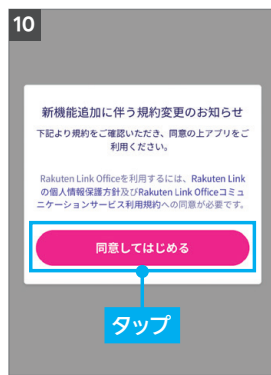 10
新機能追加に伴う規約変更のお知らせ
下記より規約をご確認いただき、同意の上アプリをご
利用ください。
Rakuten Link Officeを利用するには、Rakuten Link
の個人情報保護方針及びRakuten Link Officeコミュ
ニケーションサービス利用規約への同意が必要です。
同意してはじめる
タップ